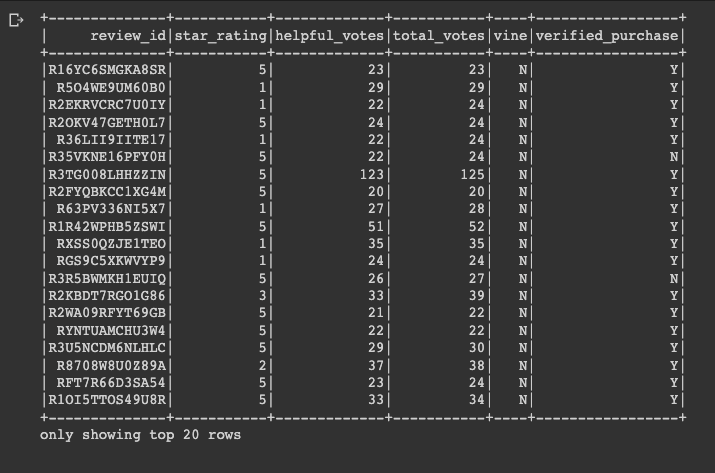 +--------------+-----------+-------------+-----------+----+-----------------+
|     review_id|star_rating|helpful_votes|total_votes|vine|verified_purchase|
+--------------+-----------+-------------+-----------+----+-----------------+
|R16YC6SMGKA8SR|          5|           23|         23|   N|                Y|
| R5O4WE9UM60B0|          1|           29|         29|   N|                Y|
|R2EKRVCRC7U0IY|          1|           22|         24|   N|                Y|
|R2OKV47GETH0L7|          5|           24|         24|   N|                Y|
| R36LII9IITE17|          1|           22|         24|   N|                Y|
|R35VKNE16PFY0H|          5|           22|         24|   N|                N|
|R3TG008LHHZZIN|          5|          123|        125|   N|                Y|
|R2FYQBKCC1XG4M|          5|           20|         20|   N|                Y|
| R63PV336NI5X7|          1|           27|         28|   N|                Y|
|R1R42WPHB5ZSWI|          5|           51|         52|   N|                Y|
| RXSS0QZJE1TEO|          1|           35|         35|   N|                Y|
| RGS9C5XKWVYP9|          1|           24|         24|   N|                Y|
|R3R5BWMKH1EUIQ|          5|           26|         27|   N|                N|
|R2KBDT7RGO1G86|          3|           33|         39|   N|                Y|
|R2WA09RFYT69GB|          5|           21|         22|   N|                Y|
| RYNTUAMCHU3W4|          5|           22|         22|   N|                Y|
|R3U5NCDM6NLHLC|          5|           29|         30|   N|                Y|
| R8708W8U0Z89A|          2|           37|         38|   N|                Y|
| RFT7R66D3SA54|          5|           23|         24|   N|                Y|
|R1OI5TTOS49U8R|          5|           33|         34|   N|                Y|
+--------------+-----------+-------------+-----------+----+-----------------+
only showing top 20 rows